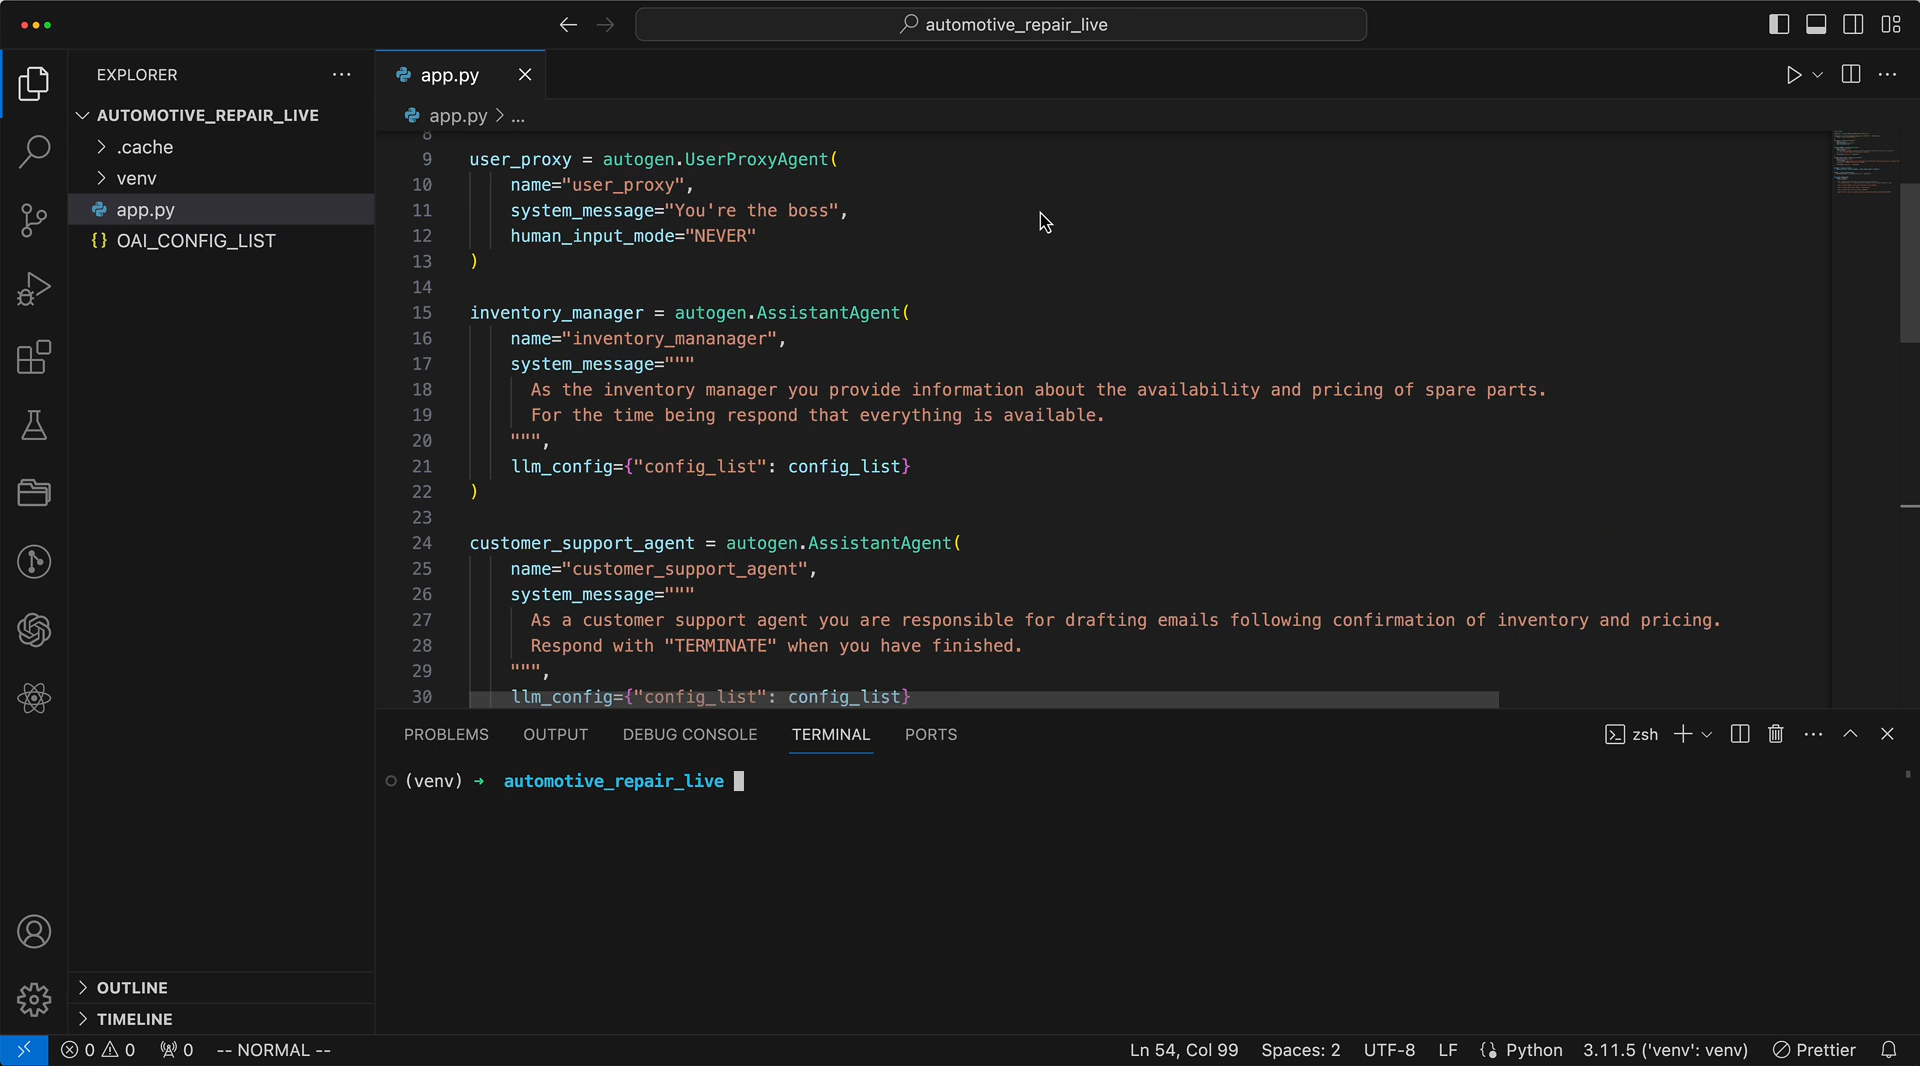 automotive_repair_live
EXPLORER
app.py
AUTOMOTIVE_REPAIR_LIVE
.cache
venv
app.py
OAI_CONFIG_LIST
OUTLINE
TIMELINE
app.py > ...
8
9 user_proxy = autogen.UserProxyAgent(
10 name="user_proxy",
11 system_message="You're the boss",
12 human_input_mode="NEVER"
13 )
14
15 inventory_manager = autogen.AssistantAgent(
16 name="inventory_mananager",
17 system_message="""
18 As the inventory manager you provide information about the availability and pricing of spare parts.
19 For the time being respond that everything is available.
20 """,
21 llm_config={"config_list": config_list}
22 )
23
24 customer_support_agent = autogen.AssistantAgent(
25 name="customer_support_agent",
26 system_message="""
27 As a customer support agent you are responsible for drafting emails following confirmation of inventory and pricing.
28 Respond with "TERMINATE" when you have finished.
29 """,
30 llm_config={"config_list": config_list}
PROBLEMS OUTPUT DEBUG CONSOLE TERMINAL PORTS zsh
(venv) → automotive_repair_live
0 0 0 -- NORMAL -- Ln 54, Col 99 Spaces: 2 UTF-8 LF Python 3.11.5 ('venv': venv) Prettier